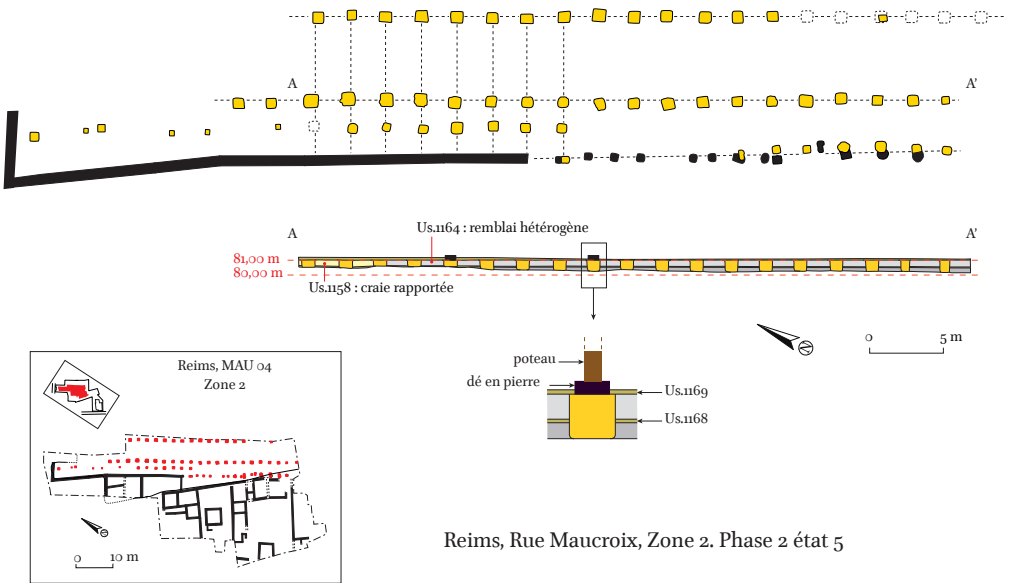 A A'
A A'
Us.1164 : remblai hétérogène
81,00 m
80,00 m
Us.1158 : craie rapportée
N
0 5 m
poteau
dé en pierre
Us.1169
Us.1168
Reims, MAU 04
Zone 2
0 10 m
Reims, Rue Maucroix, Zone 2. Phase 2 état 5